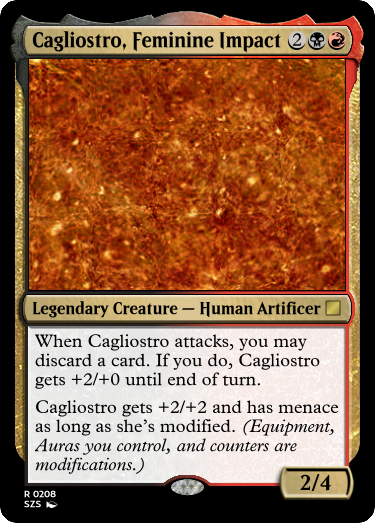 Cagliostro, Feminine Impact 2
Legendary Creature — Human Artificer
When Cagliostro attacks, you may
discard a card. If you do, Cagliostro
gets +2/+0 until end of turn.
Cagliostro gets +2/+2 and has menace
as long as she's modified. (Equipment,
Auras you control, and counters are
modifications.)
2/4
R 0208
SZS